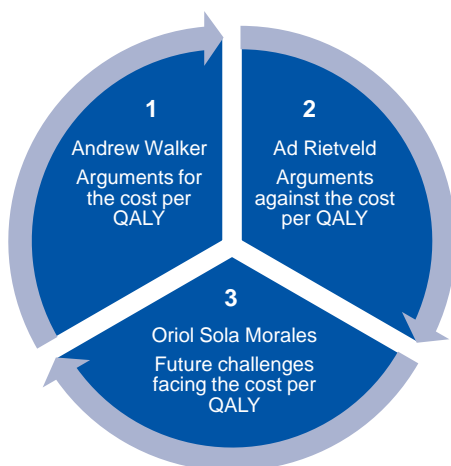 1
Andrew Walker
Arguments for
the cost per
QALY
2
Ad Rietveld
Arguments
against the cost
per QALY
3
Oriol Sola Morales
Future challenges
facing the cost per
QALY